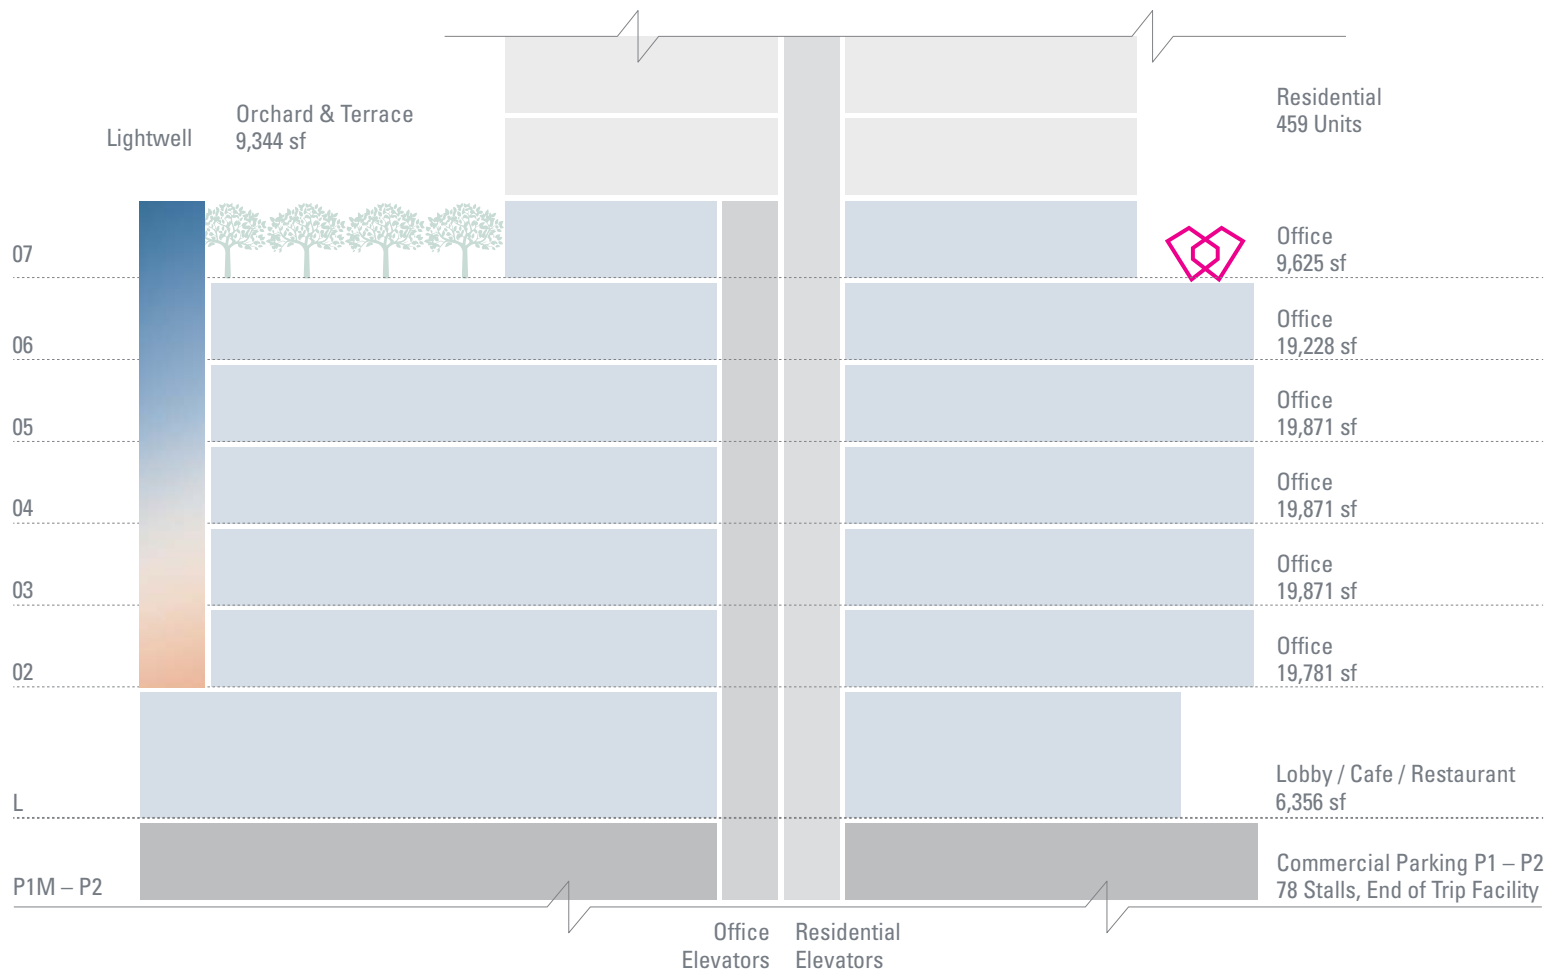 Lightwell
Orchard & Terrace
9,344 sf
Residential
459 Units
07
Office
9,625 sf
06
Office
19,228 sf
05
Office
19,871 sf
04
Office
19,871 sf
03
Office
19,871 sf
02
Office
19,781 sf
L
Lobby / Cafe / Restaurant
6,356 sf
P1M – P2
Commercial Parking P1 – P2
78 Stalls, End of Trip Facility
Office
Elevators
Residential
Elevators